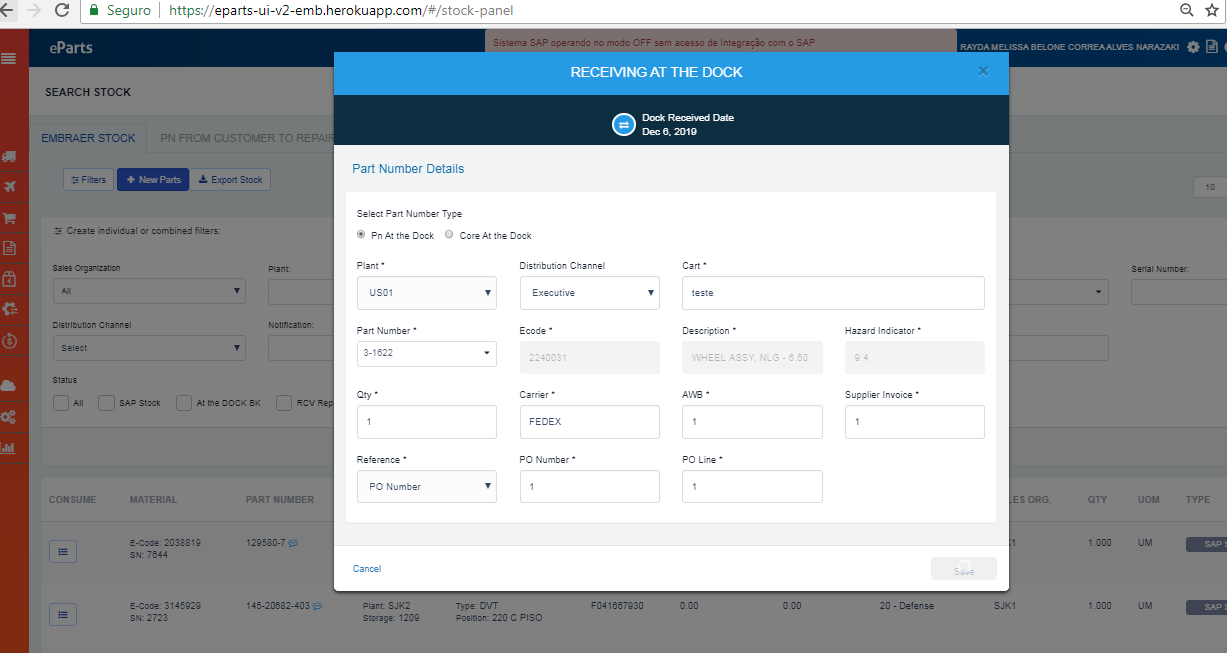 Seguro https://eparts-ui-v2-emb.herokuapp.com/#/stock-panel
eParts
Sistema SAP operando no modo OFF sem acesso de Integração com o SAP
RAYDA MELISSA BELONE CORREA ALVES NARAZAKI
SEARCH STOCK
EMBRAER STOCK PN FROM CUSTOMER TO REPAIR
Filters New Parts Export Stock
10
Create individual or combined filters:
Sales Organization Plant: Serial Number:
All
Distribution Channel Notification:
Select
Status
All SAP Stock At the DOCK BK RCV Rep
RECEIVING AT THE DOCK ×
Dock Received Date
Dec 6, 2019
Part Number Details
Select Part Number Type
Pn At the Dock Core At the Dock
Plant * Distribution Channel Cart *
US01 Executive teste
Part Number * Ecode * Description * Hazard Indicator *
3-1622 2240031 WHEEL ASSY, NLG - 6.50 9.4
Qty * Carrier * AWB * Supplier Invoice *
1 FEDEX 1 1
Reference * PO Number * PO Line *
PO Number 1 1
Cancel Save
CONSUME MATERIAL PART NUMBER LES ORG. QTY UOM TYPE
E-Code: 2038819 129580-7 K1 1.000 UM SAP S
SN: 7644
E-Code: 3145929 145-20682-403 Plant: SJK2 Type: DVT F041667930 0.00 0.00 20 - Defense SJK1 1.000 UM SAP S
SN: 2723 Storage: 1209 Position: 220 C PISO